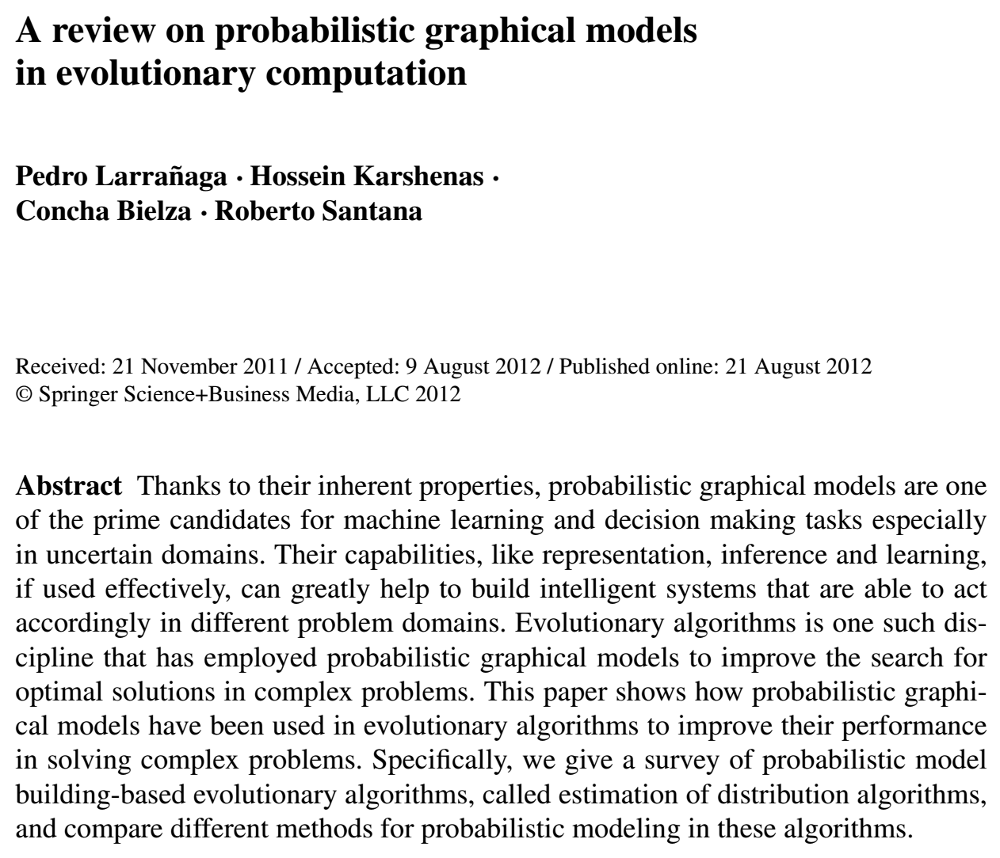 A review on probabilistic graphical models
in evolutionary computation
Pedro Larrañaga · Hossein Karshenas ·
Concha Bielza · Roberto Santana
Received: 21 November 2011 / Accepted: 9 August 2012 / Published online: 21 August 2012
© Springer Science+Business Media, LLC 2012
Abstract Thanks to their inherent properties, probabilistic graphical models are one
of the prime candidates for machine learning and decision making tasks especially
in uncertain domains. Their capabilities, like representation, inference and learning,
if used effectively, can greatly help to build intelligent systems that are able to act
accordingly in different problem domains. Evolutionary algorithms is one such dis-
cipline that has employed probabilistic graphical models to improve the search for
optimal solutions in complex problems. This paper shows how probabilistic graphi-
cal models have been used in evolutionary algorithms to improve their performance
in solving complex problems. Specifically, we give a survey of probabilistic model
building-based evolutionary algorithms, called estimation of distribution algorithms,
and compare different methods for probabilistic modeling in these algorithms.